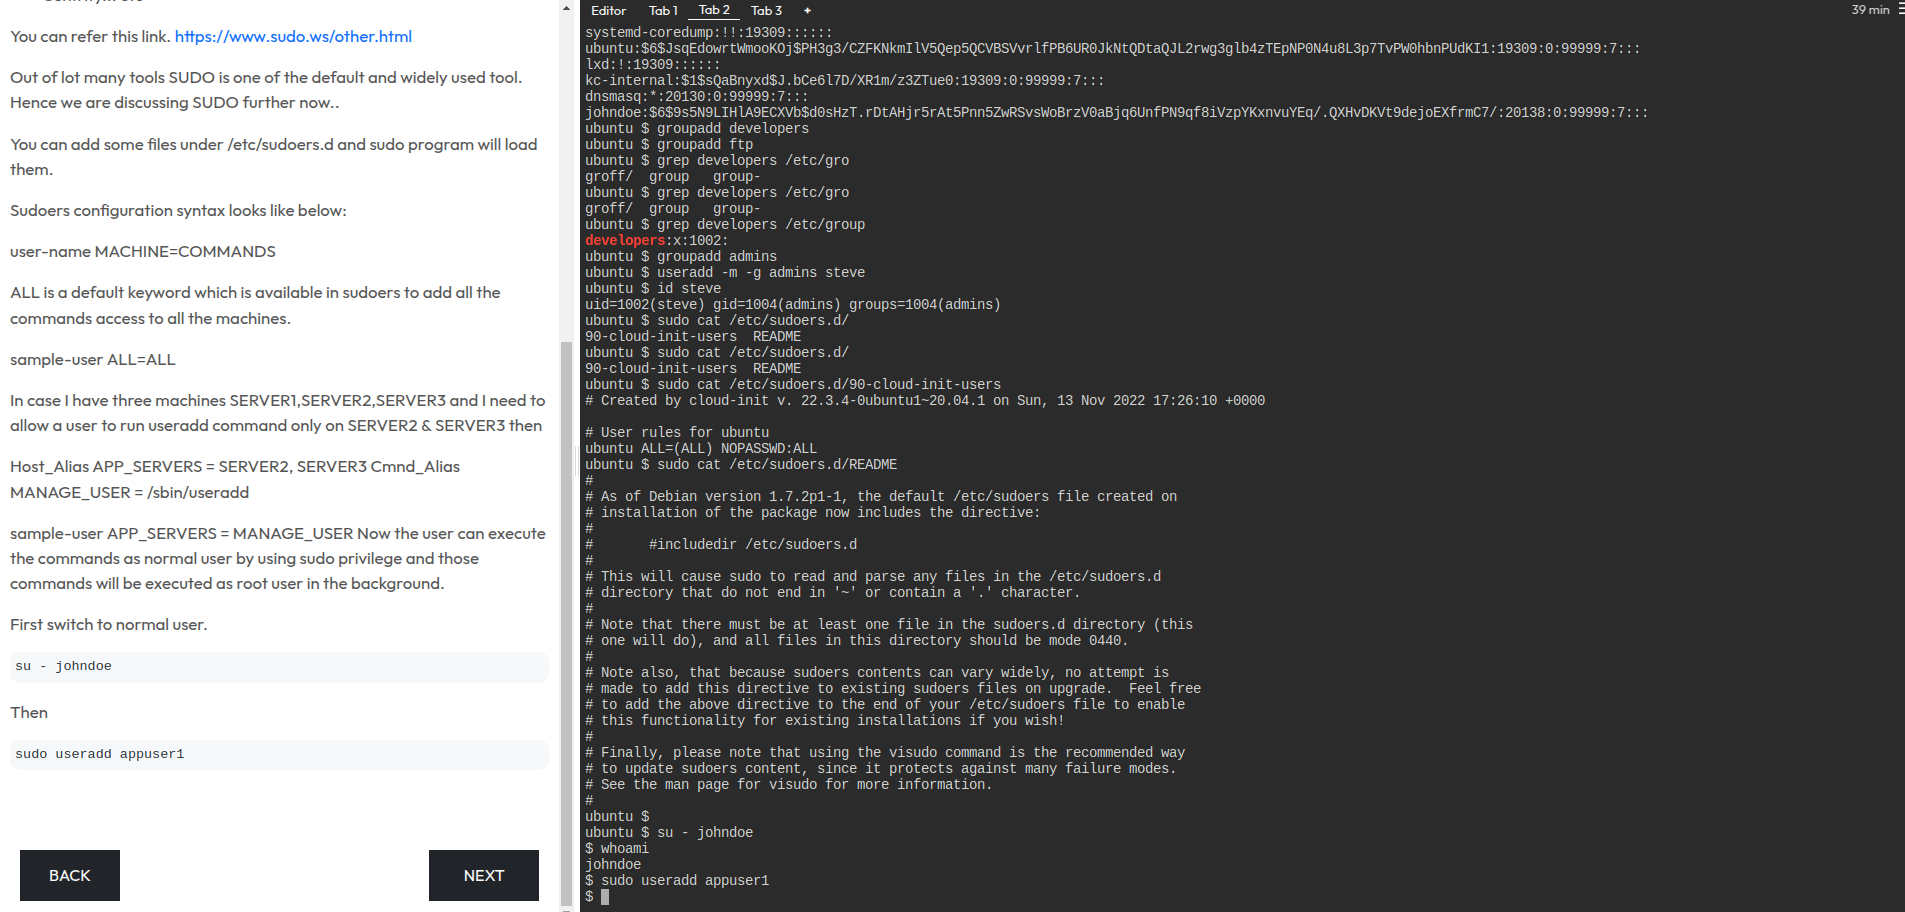 You can refer this link. https://www.sudo.ws/other.html
Out of lot many tools SUDO is one of the default and widely used tool.
Hence we are discussing SUDO further now..
You can add some files under /etc/sudoers.d and sudo program will load
them.
Sudoers configuration syntax looks like below:
user-name MACHINE=COMMANDS
ALL is a default keyword which is available in sudoers to add all the
commands access to all the machines.
sample-user ALL=ALL
In case I have three machines SERVER1,SERVER2,SERVER3 and I need to
allow a user to run useradd command only on SERVER2 & SERVER3 then
Host_Alias APP_SERVERS = SERVER2, SERVER3 Cmnd_Alias
MANAGE_USER = /sbin/useradd
sample-user APP_SERVERS = MANAGE_USER Now the user can execute
the commands as normal user by using sudo privilege and those
commands will be executed as root user in the background.
First switch to normal user.
su - johndoe
Then
sudo useradd appuser1
BACK
NEXT
Editor Tab 1 Tab 2 Tab 3 +
39 min
systemd-coredump:!!:19309::::::
ubuntu:$6$JsqEdowrtWmooKOj$PH3g3/CZFKNkmIlV5Qep5QCVBSVvrlfPB6UR0JkNtQDtaQJL2rwg3glb4zTEpNP0N4u8L3p7TvPW0hbnPUdKI1:19309:0:99999:7:::
lxd:!:19309::::::
kc-internal:$1$sQaBnyxd$J.bCe6l7D/XR1m/z3ZTue0:19309:0:99999:7:::
dnsmasq:*:20130:0:99999:7:::
johndoe:$6$9s5N9LIHlA9ECXVb$d0sHzT.rDtAHjr5rAt5Pnn5ZwRSvsWoBrzV0aBjq6UnfPN9qf8iVzpYKxnvuYEq/.QXHvDKVt9dejoEXfrmC7/:20138:0:99999:7:::
ubuntu $ groupadd developers
ubuntu $ groupadd ftp
ubuntu $ grep developers /etc/gro
groff/  group   group-
ubuntu $ grep developers /etc/gro
groff/  group   group-
ubuntu $ grep developers /etc/group
developers:x:1002:
ubuntu $ groupadd admins
ubuntu $ useradd -m -g admins steve
ubuntu $ id steve
uid=1002(steve) gid=1004(admins) groups=1004(admins)
ubuntu $ sudo cat /etc/sudoers.d/
90-cloud-init-users  README
ubuntu $ sudo cat /etc/sudoers.d/
90-cloud-init-users  README
ubuntu $ sudo cat /etc/sudoers.d/90-cloud-init-users
# Created by cloud-init v. 22.3.4-0ubuntu1~20.04.1 on Sun, 13 Nov 2022 17:26:10 +0000
# User rules for ubuntu
ubuntu ALL=(ALL) NOPASSWD:ALL
ubuntu $ sudo cat /etc/sudoers.d/README
#
# As of Debian version 1.7.2p1-1, the default /etc/sudoers file created on
# installation of the package now includes the directive:
#
#       #includedir /etc/sudoers.d
#
# This will cause sudo to read and parse any files in the /etc/sudoers.d
# directory that do not end in '~' or contain a '.' character.
#
# Note that there must be at least one file in the sudoers.d directory (this
# one will do), and all files in this directory should be mode 0440.
#
# Note also, that because sudoers contents can vary widely, no attempt is
# made to add this directive to existing sudoers files on upgrade.  Feel free
# to add the above directive to the end of your /etc/sudoers file to enable
# this functionality for existing installations if you wish!
#
# Finally, please note that using the visudo command is the recommended way
# to update sudoers content, since it protects against many failure modes.
# See the man page for visudo for more information.
#
ubuntu $
ubuntu $ su - johndoe
$ whoami
johndoe
$ sudo useradd appuser1
$